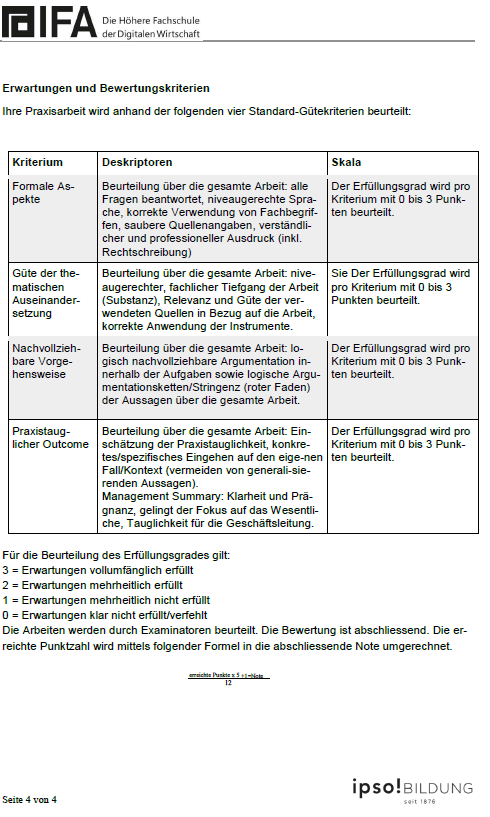 IFA Die Höhere Fachschule
der Digitalen Wirtschaft
Erwartungen und Bewertungskriterien
Ihre Praxisarbeit wird anhand der folgenden vier Standard-Gütekriterien beurteilt:
Kriterium Deskriptoren Skala
Formale As- Beurteilung über die gesamte Arbeit: alle Der Erfüllungsgrad wird pro
pekte Fragen beantwortet, niveaugerechte Spra- Kriterium mit 0 bis 3 Punk-
che, korrekte Verwendung von Fachbegrif- ten beurteilt.
fen, saubere Quellenangaben, verständli-
cher und professioneller Ausdruck (inkl.
Rechtschreibung)
Güte der the- Beurteilung über die gesamte Arbeit: nive- Sie Der Erfüllungsgrad wird
matischen augerechter, fachlicher Tiefgang der Arbeit pro Kriterium mit 0 bis 3
Auseinander- (Substanz), Relevanz und Güte der ver- Punkten beurteilt.
setzung wendeten Quellen in Bezug auf die Arbeit,
korrekte Anwendung der Instrumente.
Nachvollzieh- Beurteilung über die gesamte Arbeit: lo- Der Erfüllungsgrad wird pro
bare Vorge- gisch nachvollziehbare Argumentation in- Kriterium mit 0 bis 3 Punk-
hensweise nerhalb der Aufgaben sowie logische Argu- ten beurteilt.
mentationsketten/Stringenz (roter Faden)
der Aussagen über die gesamte Arbeit.
Praxistaug- Beurteilung über die gesamte Arbeit: Ein- Der Erfüllungsgrad wird pro
licher Outcome schätzung der Praxistauglichkeit, konkre- Kriterium mit 0 bis 3 Punk-
tes/spezifisches Eingehen auf den eige-nen ten beurteilt.
Fall/Kontext (vermeiden von generali-sie-
renden Aussagen).
Management Summary: Klarheit und Prä-
gnanz, gelingt der Fokus auf das Wesentli-
che, Tauglichkeit für die Geschäftsleitung.
Für die Beurteilung des Erfüllungsgrades gilt:
3 = Erwartungen vollumfänglich erfüllt
2 = Erwartungen mehrheitlich erfüllt
1 = Erwartungen mehrheitlich nicht erfüllt
0 = Erwartungen klar nicht erfüllt/verfehlt
Die Arbeiten werden durch Examinatoren beurteilt. Die Bewertung ist abschliessend. Die er-
reichte Punktzahl wird mittels folgender Formel in die abschliessende Note umgerechnet.
erreichte Punkte x 5 +1=Note
12
ipso!BILDUNG
seit 1876
Seite 4 von 4